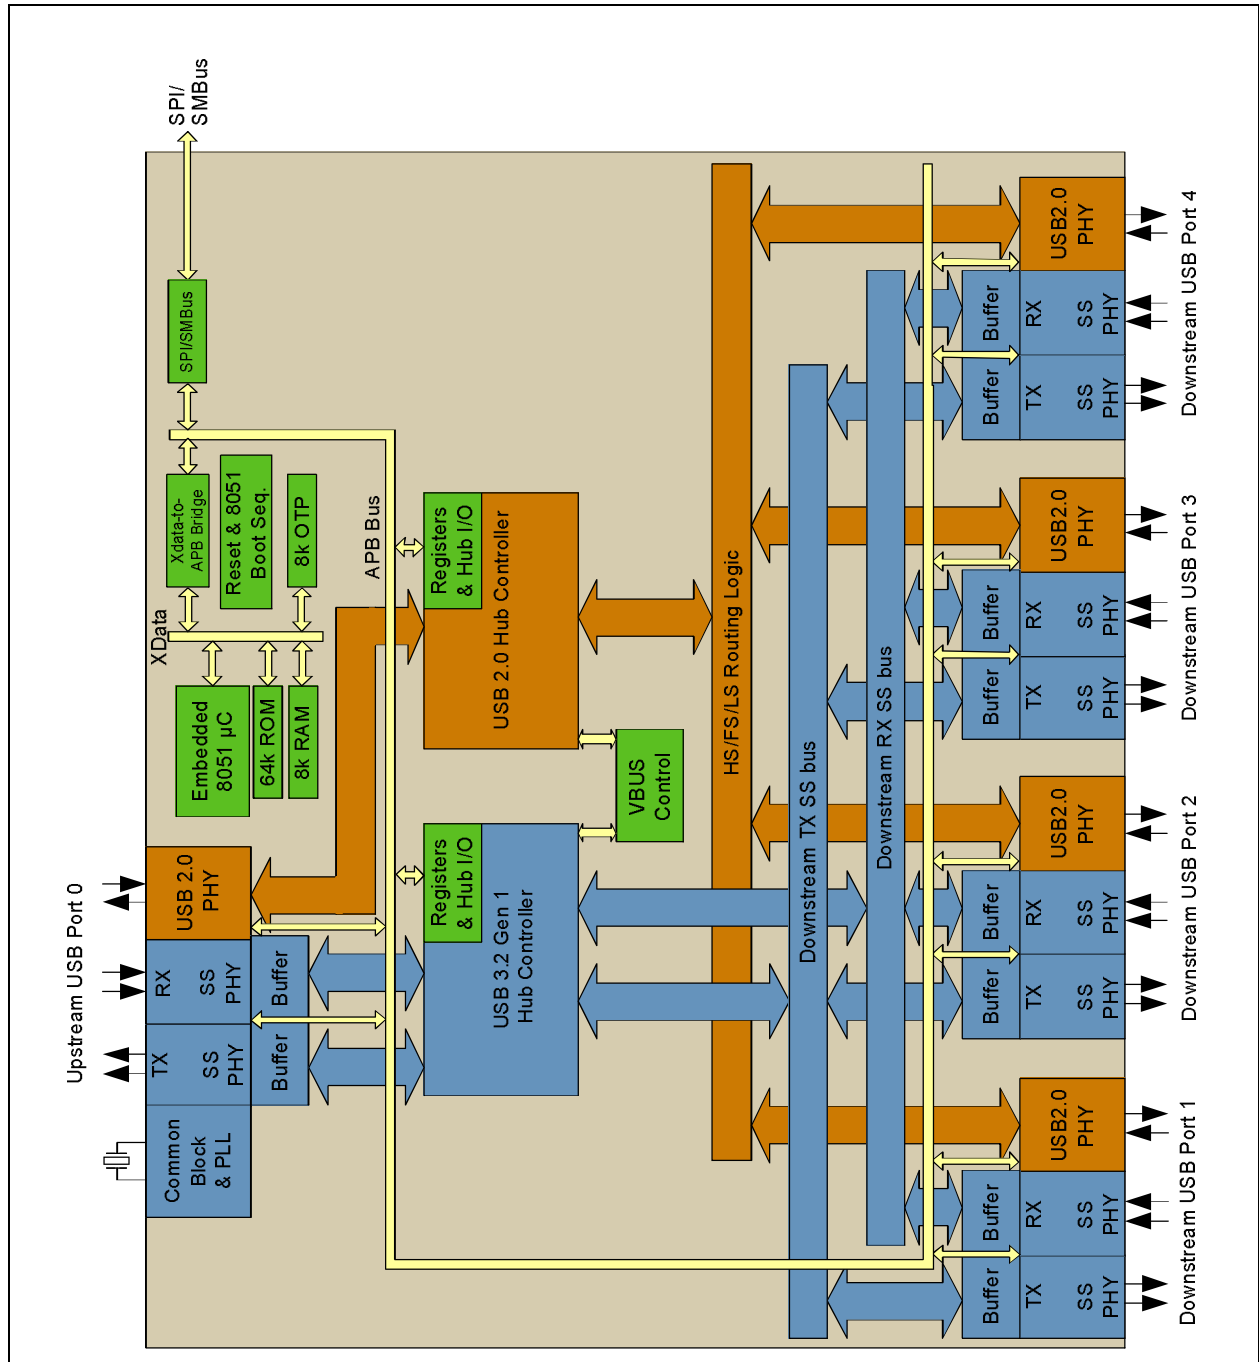 SPI/
SMBus
SPI/SMBus
Xdata-to-
APB Bridge
Reset & 8051
Boot Seq.
8k OTP
XData
Embedded
8051 µC
64k ROM
8k RAM
APB Bus
Registers
& Hub I/O
USB 2.0 Hub Controller
VBUS
Control
Registers
& Hub I/O
USB 3.2 Gen 1
Hub Controller
Upstream USB Port 0
USB 2.0
PHY
RX
SS
PHY
Buffer
TX
SS
PHY
Buffer
Common
Block
& PLL
HS/FS/LS Routing Logic
Downstream TX SS bus
Downstream RX SS bus
USB2.0
PHY
Buffer
RX
SS
PHY
Buffer
TX
SS
PHY
Downstream USB Port 4
USB2.0
PHY
Buffer
RX
SS
PHY
Buffer
TX
SS
PHY
Downstream USB Port 3
USB2.0
PHY
Buffer
RX
SS
PHY
Buffer
TX
SS
PHY
Downstream USB Port 2
USB2.0
PHY
Buffer
RX
SS
PHY
Buffer
TX
SS
PHY
Downstream USB Port 1